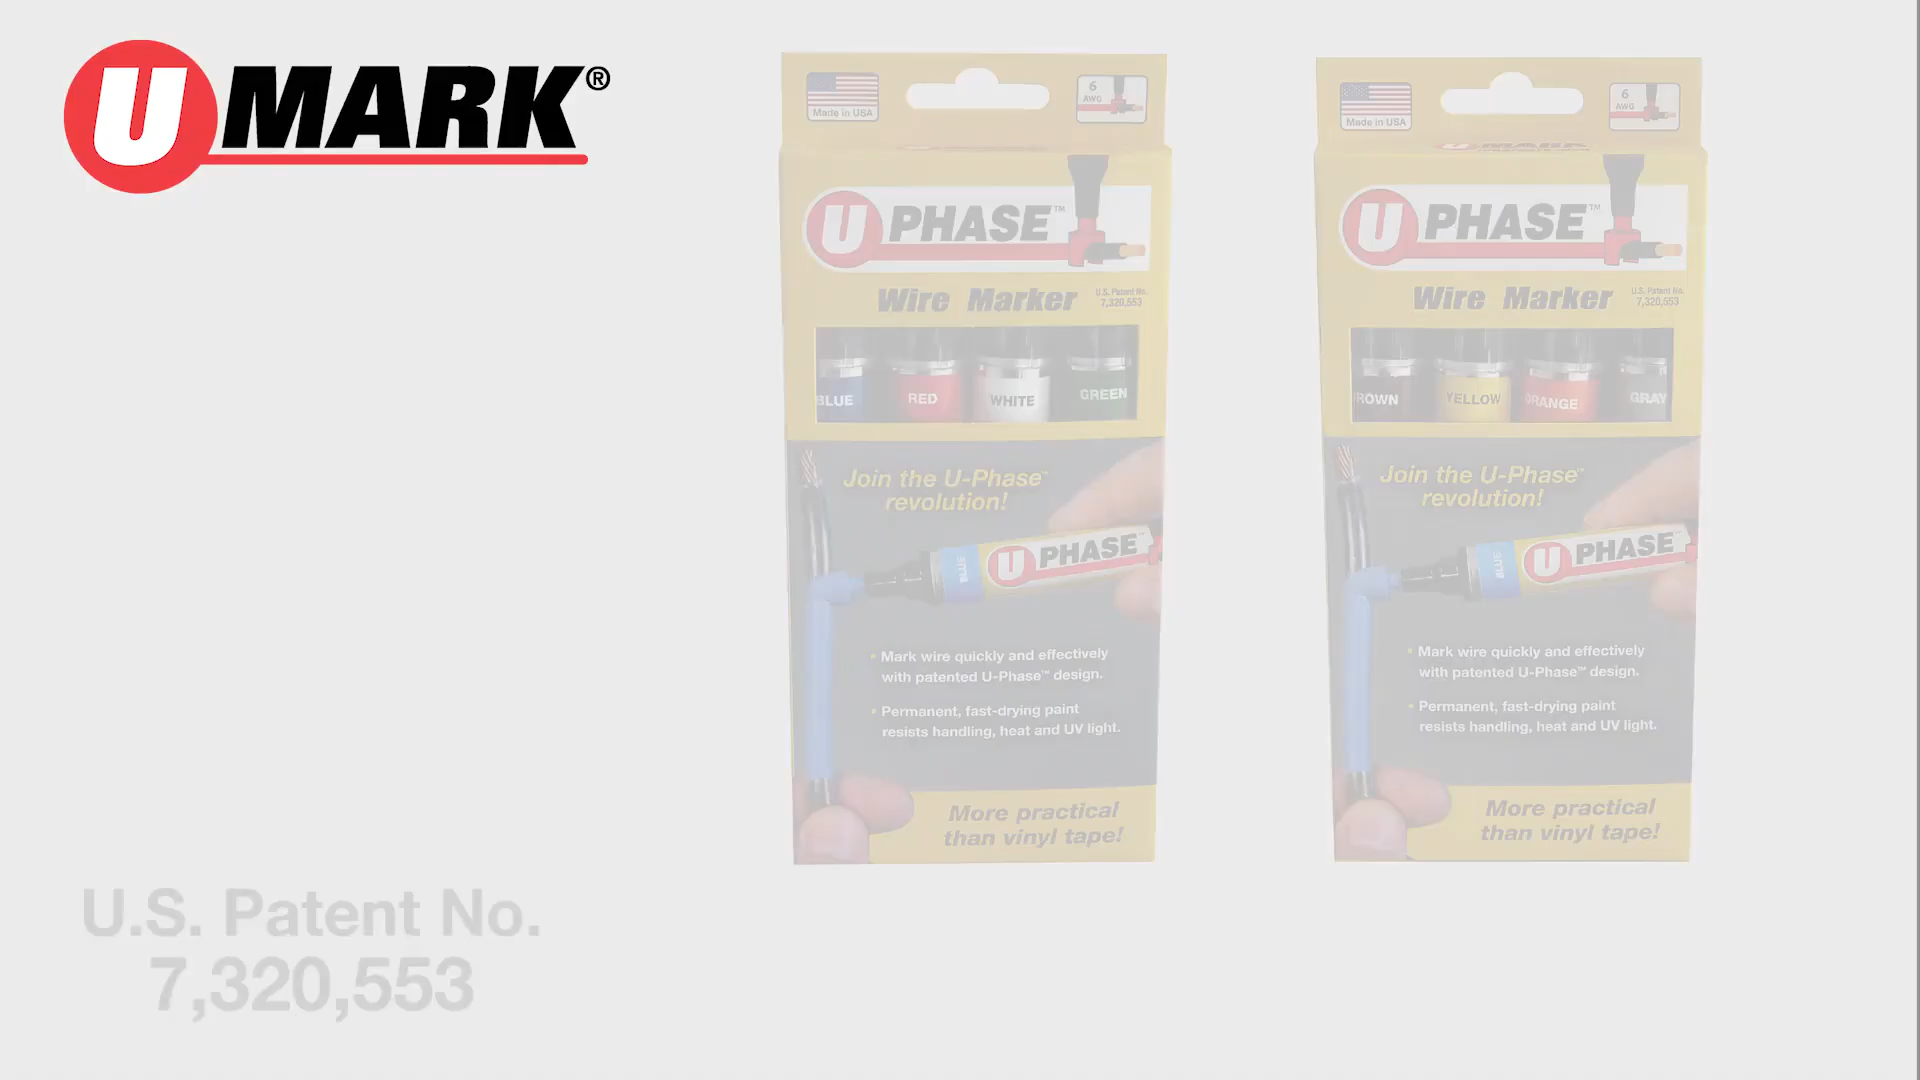 U MARK®
Made in USA
6
AWG
U PHASE™
Wire Marker
U.S. Patent No.
7,320,553
BLUE
RED
WHITE
GREEN
Join the U-Phase™
revolution!
BLUE
U PHASE™
• Mark wire quickly and effectively
with patented U-Phase™ design.
• Permanent, fast-drying paint
resists handling, heat and UV light.
More practical
than vinyl tape!
Made in USA
6
AWG
U MARK
U PHASE™
Wire Marker
U.S. Patent No.
7,320,553
ROWN
YELLOW
ORANGE
GRAY
Join the U-Phase™
revolution!
BLUE
U PHASE™
• Mark wire quickly and effectively
with patented U-Phase™ design.
• Permanent, fast-drying paint
resists handling, heat and UV light.
More practical
than vinyl tape!
U.S. Patent No.
7,320,553